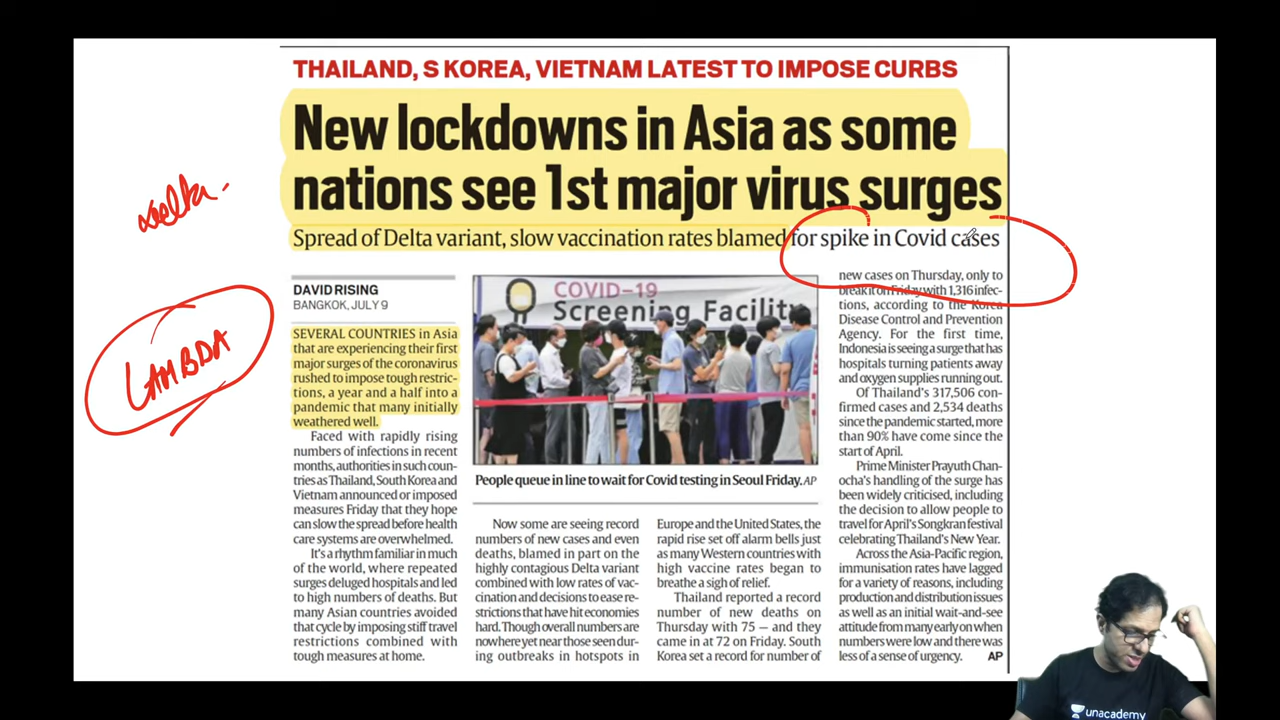 THAILAND, S KOREA, VIETNAM LATEST TO IMPOSE CURBS
New lockdowns in Asia as some
nations see 1st major virus surges
Spread of Delta variant, slow vaccination rates blamed for spike in Covid cases
delta
LAMBDA
DAVID RISING
BANGKOK, JULY 9
SEVERAL COUNTRIES in Asia
that are experiencing their first
major surges of the coronavirus
rushed to impose tough restric-
tions, a year and a half into a
pandemic that many initially
weathered well.
Faced with rapidly rising
numbers of infections in recent
months, authorities in such coun-
tries as Thailand, South Korea and
Vietnam announced or imposed
measures Friday that they hope
can slow the spread before health
care systems are overwhelmed.
It's a rhythm familiar in much
of the world, where repeated
surges deluged hospitals and led
to high numbers of deaths. But
many Asian countries avoided
that cycle by imposing stiff travel
restrictions combined with
tough measures at home.
COVID-19
Screening Facility
People queue in line to wait for Covid testing in Seoul Friday. AP
Now some are seeing record
numbers of new cases and even
deaths, blamed in part on the
highly contagious Delta variant
combined with low rates of vac-
cination and decisions to ease re-
strictions that have hit economies
hard. Though overall numbers are
nowhere yet near those seen dur-
ing outbreaks in hotspots in
Europe and the United States, the
rapid rise set off alarm bells just
as many Western countries with
high vaccine rates began to
breathe a sigh of relief.
Thailand reported a record
number of new deaths on
Thursday with 75 — and they
came in at 72 on Friday. South
Korea set a record for number of
new cases on Thursday, only to
break it on Friday with 1,316 infec-
tions, according to the Korea
Disease Control and Prevention
Agency. For the first time,
Indonesia is seeing a surge that has
hospitals turning patients away
and oxygen supplies running out.
Of Thailand's 317,506 con-
firmed cases and 2,534 deaths
since the pandemic started, more
than 90% have come since the
start of April.
Prime Minister Prayuth Chan-
ocha's handling of the surge has
been widely criticised, including
the decision to allow people to
travel for April's Songkran festival
celebrating Thailand's New Year.
Across the Asia-Pacific region,
immunisation rates have lagged
for a variety of reasons, including
production and distribution issues
as well as an initial wait-and-see
attitude from many early on when
numbers were low and there was
less of a sense of urgency. AP
unacademy